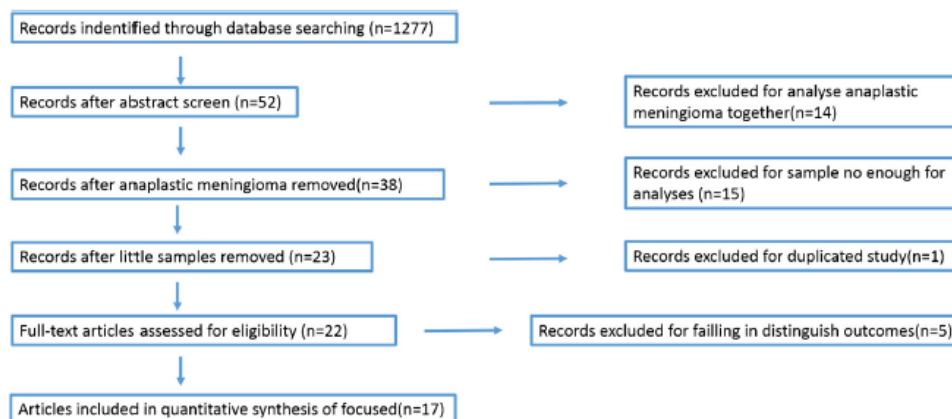 Records indentified through database searching (n=1277)
Records after abstract screen (n=52)
Records excluded for analyse anaplastic
meningioma together(n=14)
Records after anaplastic meningioma removed(n=38)
Records excluded for sample no enough for
analyses (n=15)
Records after little samples removed (n=23)
Records excluded for duplicated study(n=1)
Full-text articles assessed for eligibility (n=22)
Records excluded for failling in distinguish outcomes(n=5)
Articles included in quantitative synthesis of focused(n=17)